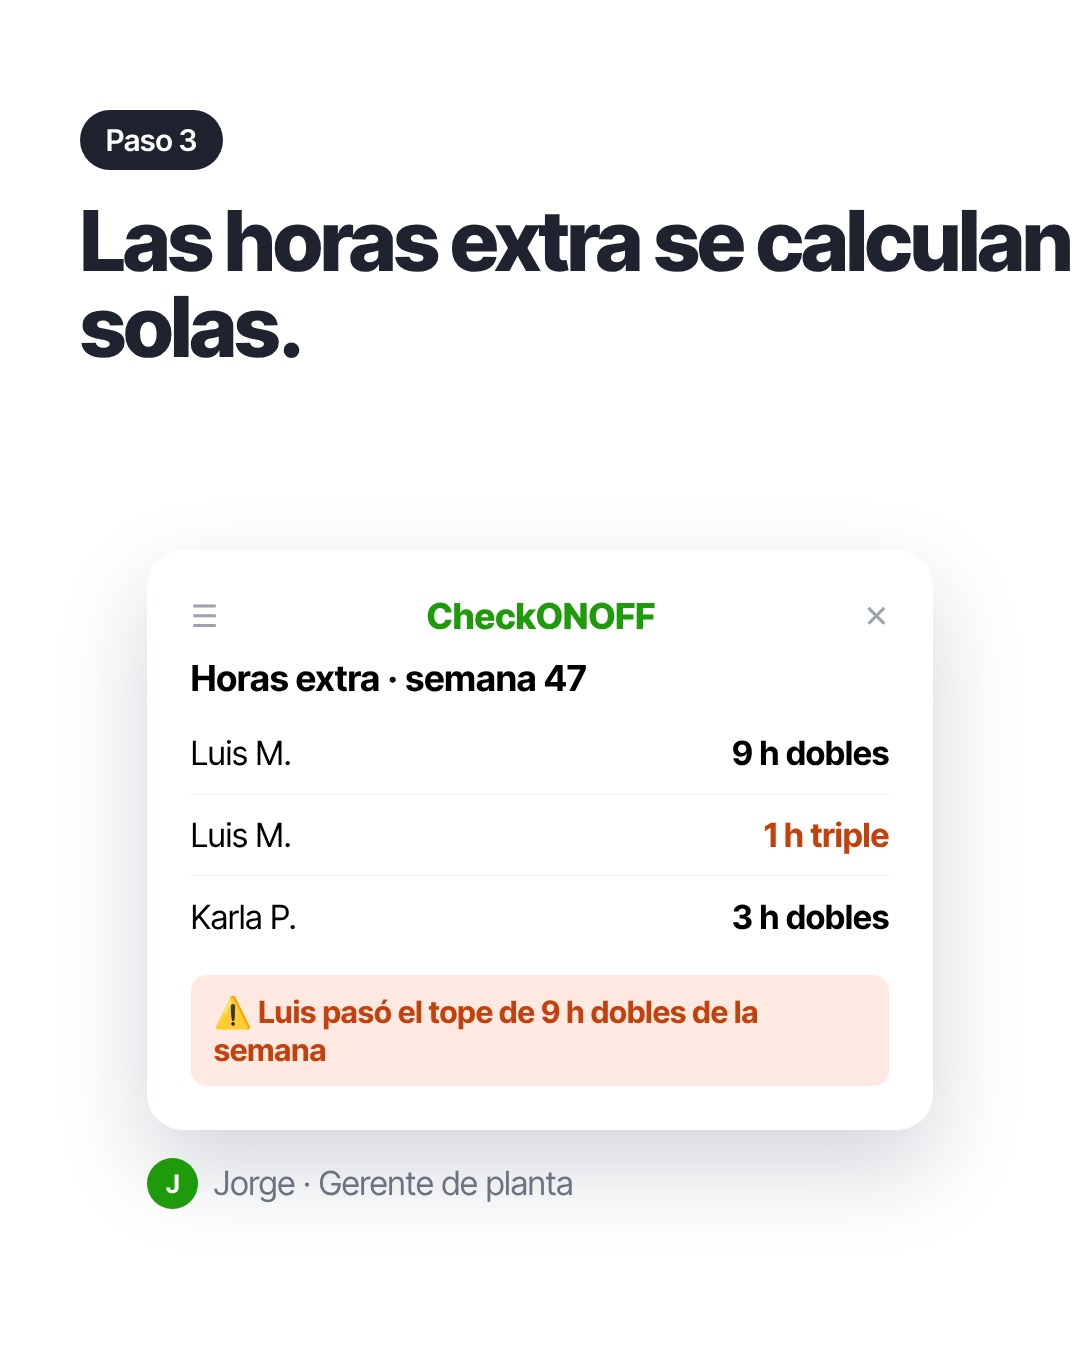 Paso 3
Las horas extra se calculan
solas.
☰ CheckONOFF ✕
Horas extra · semana 47
Luis M. 9 h dobles
Luis M. 1 h triple
Karla P. 3 h dobles
⚠️ Luis pasó el tope de 9 h dobles de la
semana
J Jorge · Gerente de planta